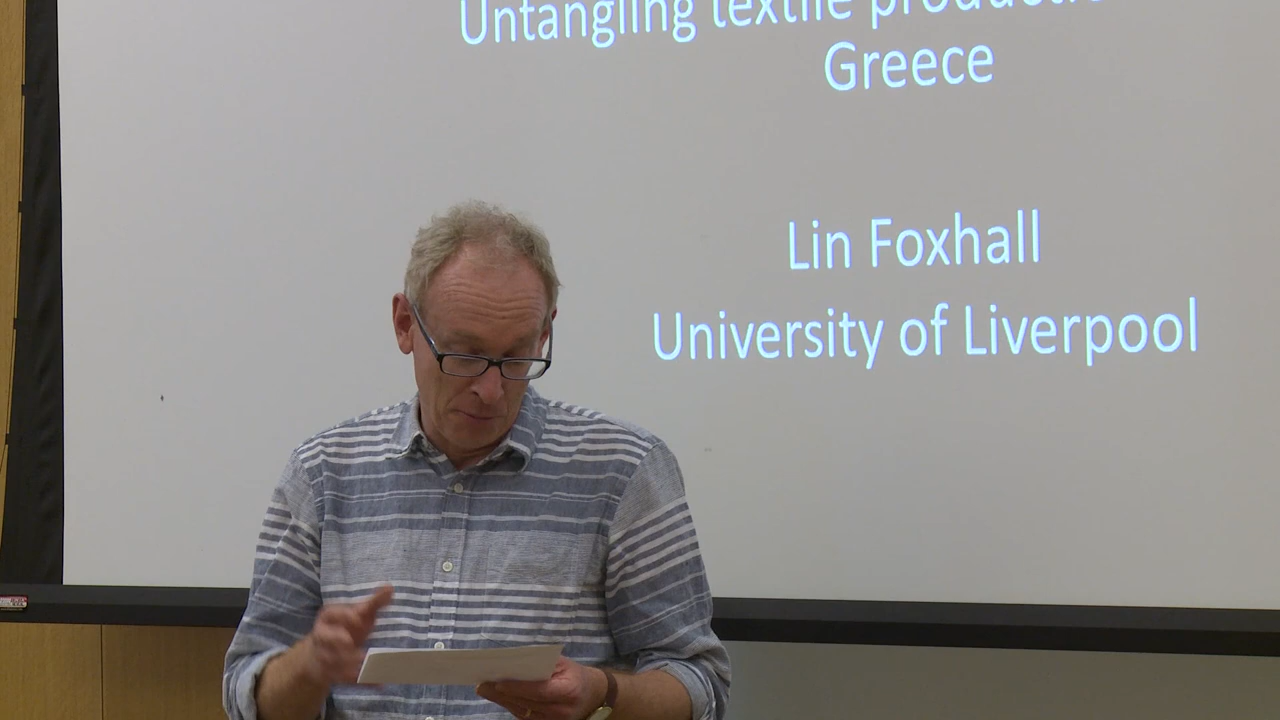 Untangling textile
Greece
Lin Foxhall
University of Liverpool